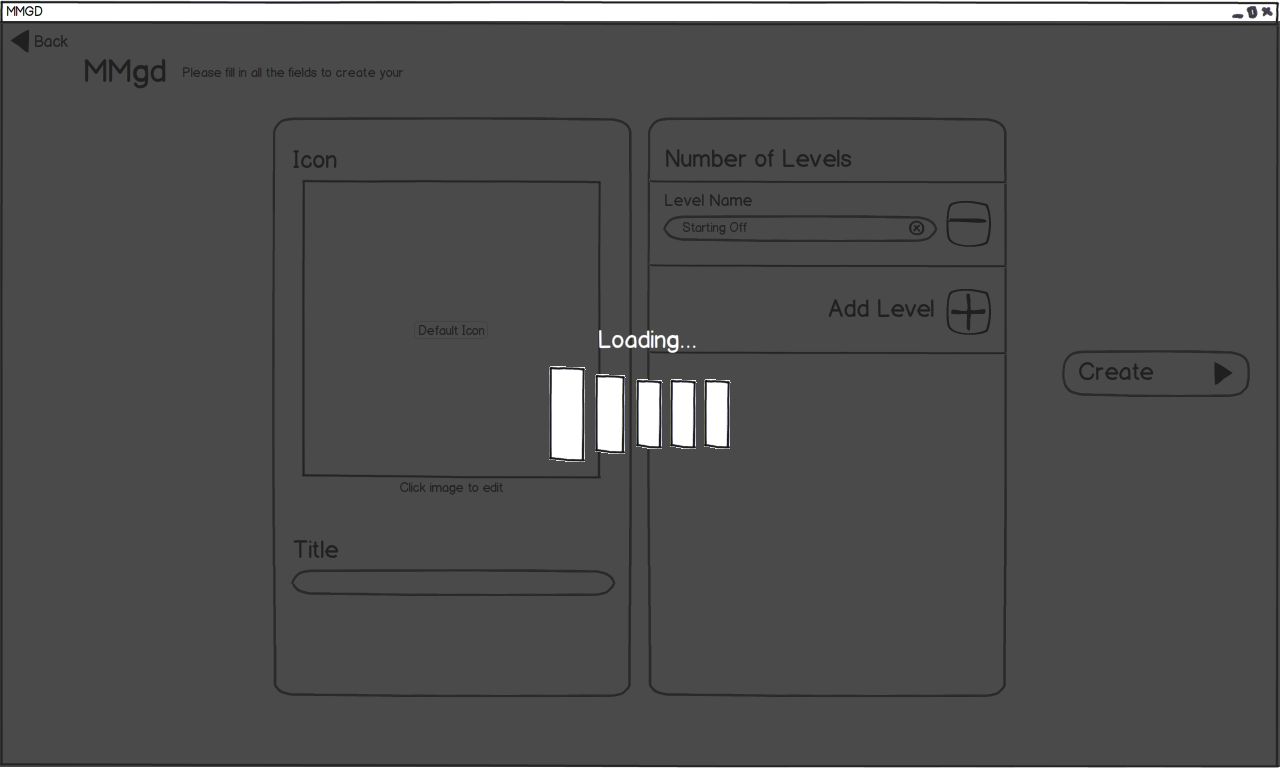 MMGD
Back
MMgd
Please fill in all the fields to create your
Icon
Default Icon
Click image to edit
Title
Number of Levels
Level Name
Starting Off
Add Level
Loading...
Create